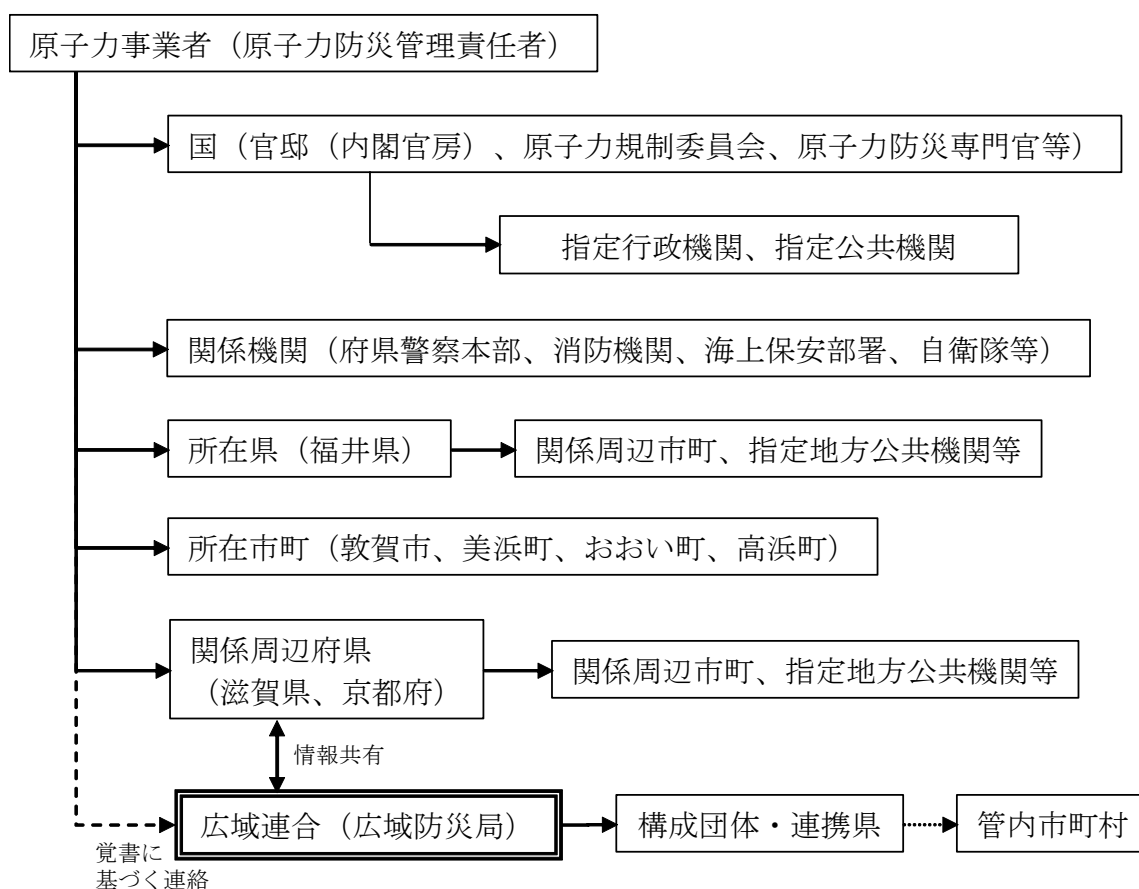 原子力事業者（原子力防災管理責任者）
国（官邸（内閣官房）、原子力規制委員会、原子力防災専門官等）
指定行政機関、指定公共機関
関係機関（府県警察本部、消防機関、海上保安部署、自衛隊等）
所在県（福井県）
関係周辺市町、指定地方公共機関等
所在市町（敦賀市、美浜町、おおい町、高浜町）
関係周辺府県
（滋賀県、京都府）
関係周辺市町、指定地方公共機関等
情報共有
広域連合（広域防災局）
構成団体・連携県
管内市町村
覚書に
基づく連絡